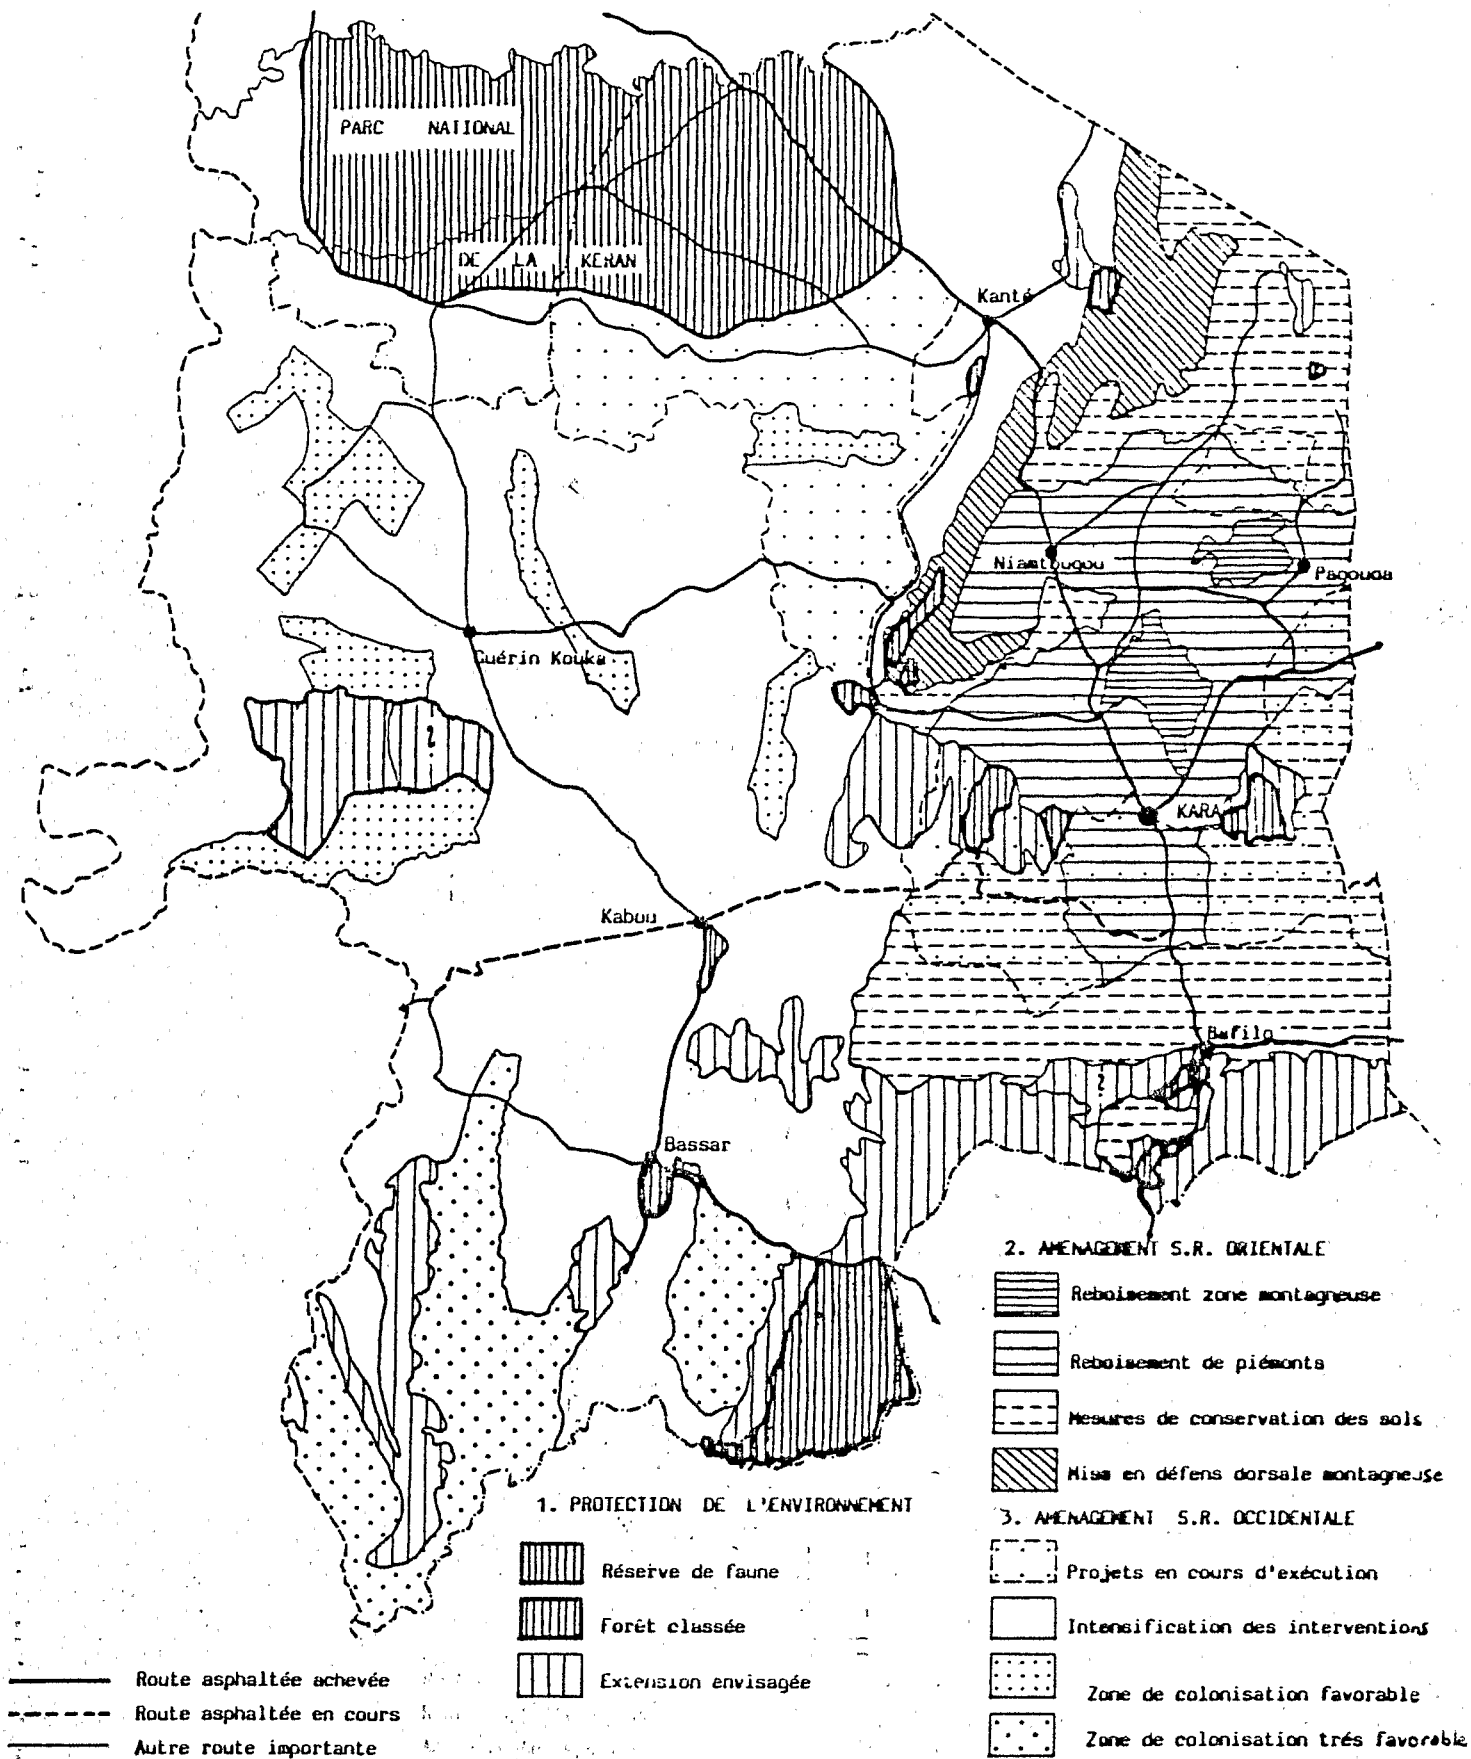 PARC NATIONAL
DE LA KERAN
Kanté
Niamtougou
Pagouda
Guérin Kouka
KARA
Kabou
Bafilo
Bassar
2. AMENAGEMENT S.R. ORIENTALE
Reboisement zone montagneuse
Reboisement de piémonts
Mesures de conservation des sols
Mise en défens dorsale montagneuse
1. PROTECTION DE L'ENVIRONNEMENT
Réserve de faune
Forêt classée
Extension envisagée
3. AMENAGEMENT S.R. OCCIDENTALE
Projets en cours d'exécution
Intensification des interventions
Zone de colonisation favorable
Zone de colonisation trés favorable
Route asphaltée achevée
Route asphaltée en cours
Autre route importante